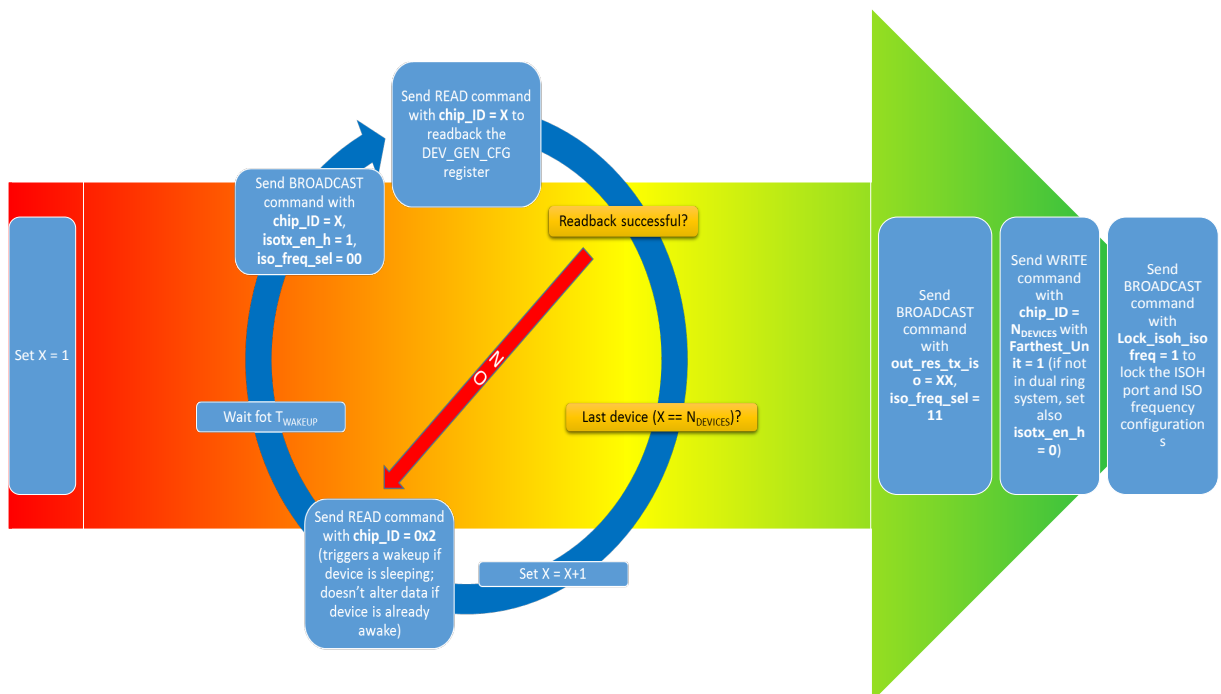 Set X = 1
Send BROADCAST
command with
chip_ID = X,
isotx_en_h = 1,
iso_freq_sel = 00
Send READ command
with chip_ID = X to
readback the
DEV_GEN_CFG
register
Readback successful?
NO
Last device (X == NDEVICES)?
Set X = X+1
Send READ command
with chip_ID = 0x2
(triggers a wakeup if
device is sleeping;
doesn't alter data if
device is already
awake)
Wait fot TWAKEUP
Send
BROADCAST
command
with
out_res_tx_is
o = XX,
iso_freq_sel =
11
Send WRITE
command
with
chip_ID =
NDEVICES with
Farthest_Un
it = 1 (if not
in dual ring
system, set
also
isotx_en_h
= 0)
Send
BROADCAST
command
with
Lock_isoh_iso
freq = 1 to
lock the ISOH
port and ISO
frequency
configuration
s